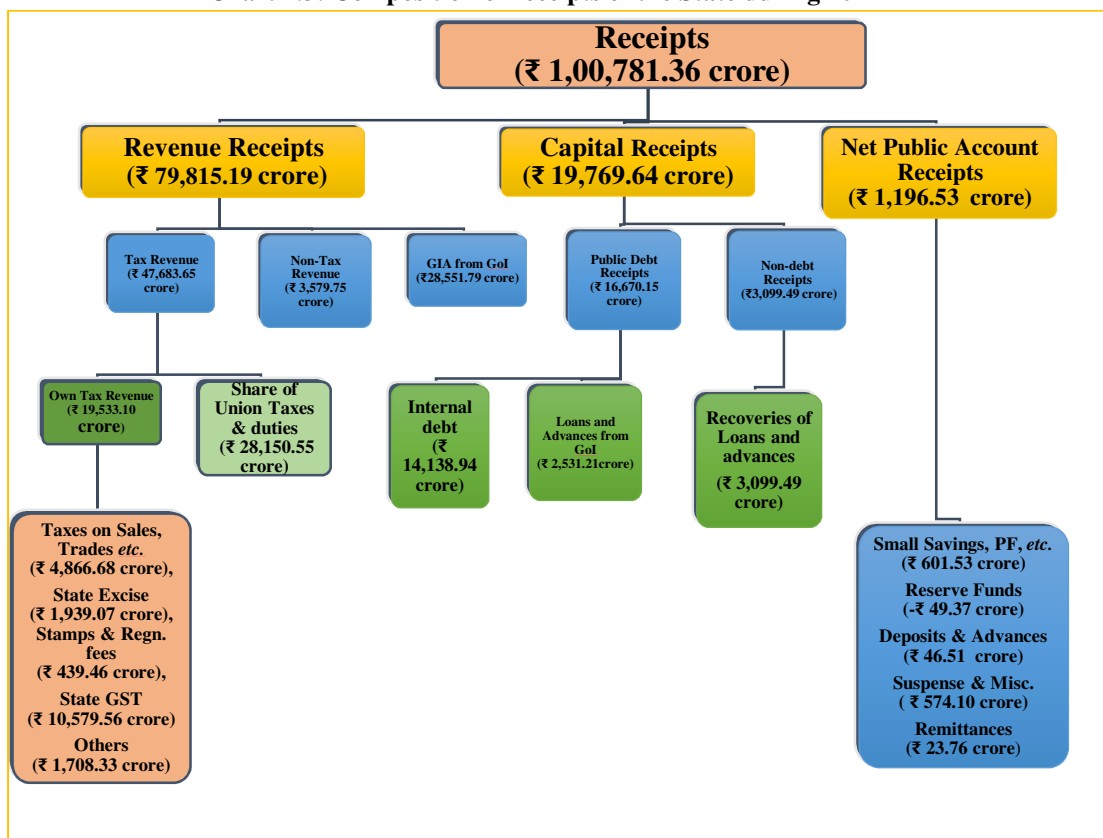 Receipts
(₹ 1,00,781.36 crore)
Revenue Receipts
(₹ 79,815.19 crore)
Capital Receipts
(₹ 19,769.64 crore)
Net Public Account
Receipts
(₹ 1,196.53 crore)
Tax Revenue
(₹ 47,683.65
crore)
Non-Tax
Revenue
(₹ 3,579.75
crore)
GIA from GoI
(₹28,551.79 crore)
Public Debt
Receipts
(₹ 16,670.15
crore)
Non-debt
Receipts
(₹3,099.49 crore)
Own Tax Revenue
(₹ 19,533.10
crore)
Share of
Union Taxes
& duties
(₹ 28,150.55
crore)
Internal
debt
(₹
14,138.94
crore)
Loans and
Advances from
GoI
(₹ 2,531.21crore)
Recoveries of
Loans and
advances
(₹ 3,099.49
crore)
Taxes on Sales,
Trades etc.
(₹ 4,866.68 crore),
State Excise
(₹ 1,939.07 crore),
Stamps & Regn.
fees
(₹ 439.46 crore),
State GST
(₹ 10,579.56 crore)
Others
(₹ 1,708.33 crore)
Small Savings, PF, etc.
(₹ 601.53 crore)
Reserve Funds
(-₹ 49.37 crore)
Deposits & Advances
(₹ 46.51 crore)
Suspense & Misc.
( ₹ 574.10 crore)
Remittances
(₹ 23.76 crore)